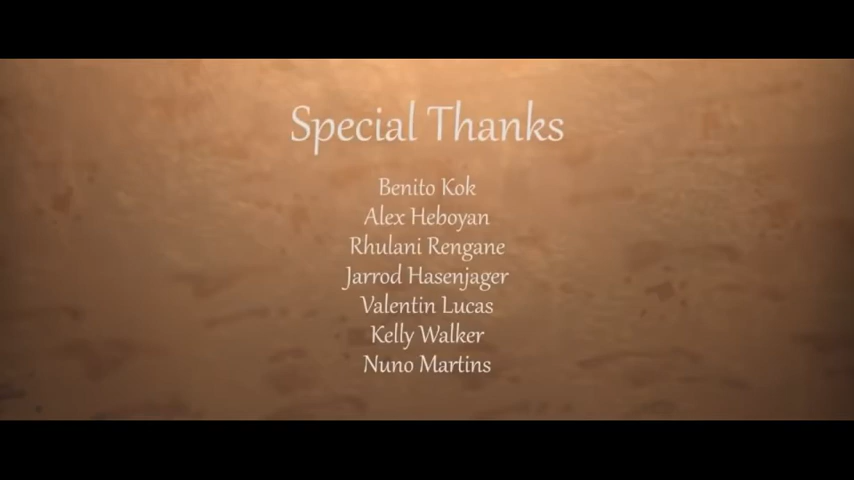 Special Thanks
Benito Kok
Alex Heboyan
Rhulani Rengane
Jarrod Hasenjager
Valentin Lucas
Kelly Walker
Nuno Martins